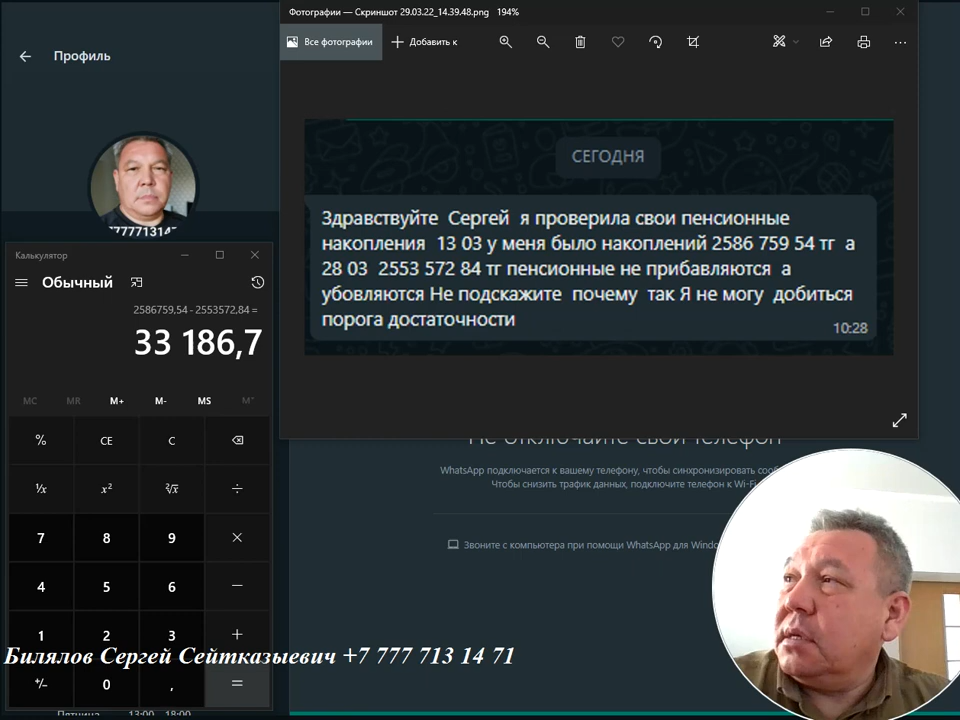 Фотографии — Скриншот 29.03.22_14.39.48.png 194%
Профиль
Все фотографии
Добавить к
СЕГОДНЯ
Здравствуйте Сергей я проверила свои пенсионные
накопления 13 03 у меня было накоплений 2586 759 54 тг а
28 03 2553 572 84 тг пенсионные не прибавляются а
убовляются Не подскажите почему так Я не могу добиться
порога достаточности
10:28
Калькулятор
Обычный
2586759,54 - 2553572,84 =
33 186,7
MC MR M+ M- MS M˅
% CE C
¹/x x² ²√x ÷
7 8 9 ×
4 5 6 −
1 2 3 +
+/− 0 , =
Не отключайте свой телефон
WhatsApp подключается к вашему телефону, чтобы синхронизировать
Чтобы снизить трафик данных, подключите телефон к Wi-Fi
Звоните с компьютера при помощи WhatsApp для
Билялов Сергей Сейтказыевич +7 777 713 14 71
Пятница 13:00 - 18:00